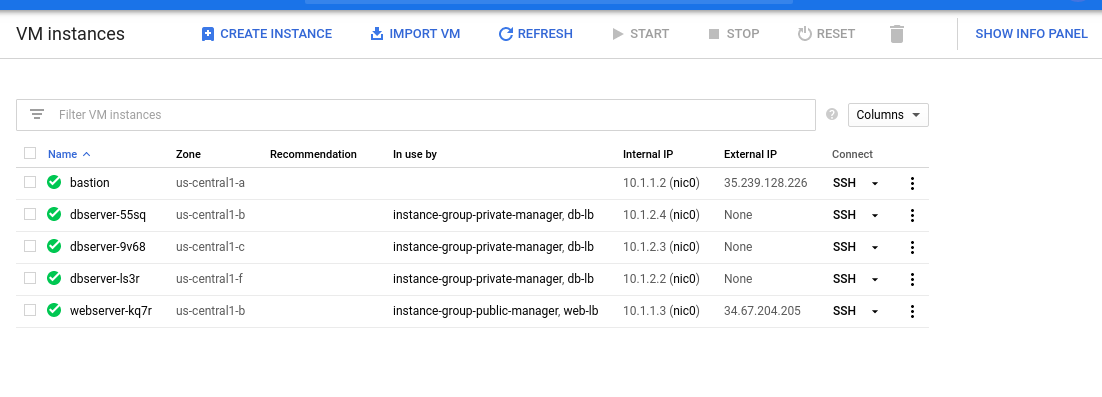 VM instances CREATE INSTANCE IMPORT VM REFRESH START STOP RESET SHOW INFO PANEL
Filter VM instances ? Columns
Name Zone Recommendation In use by Internal IP External IP Connect
bastion us-central1-a 10.1.1.2 (nic0) 35.239.128.226 SSH
dbserver-55sq us-central1-b instance-group-private-manager, db-lb 10.1.2.4 (nic0) None SSH
dbserver-9v68 us-central1-c instance-group-private-manager, db-lb 10.1.2.3 (nic0) None SSH
dbserver-ls3r us-central1-f instance-group-private-manager, db-lb 10.1.2.2 (nic0) None SSH
webserver-kq7r us-central1-b instance-group-public-manager, web-lb 10.1.1.3 (nic0) 34.67.204.205 SSH